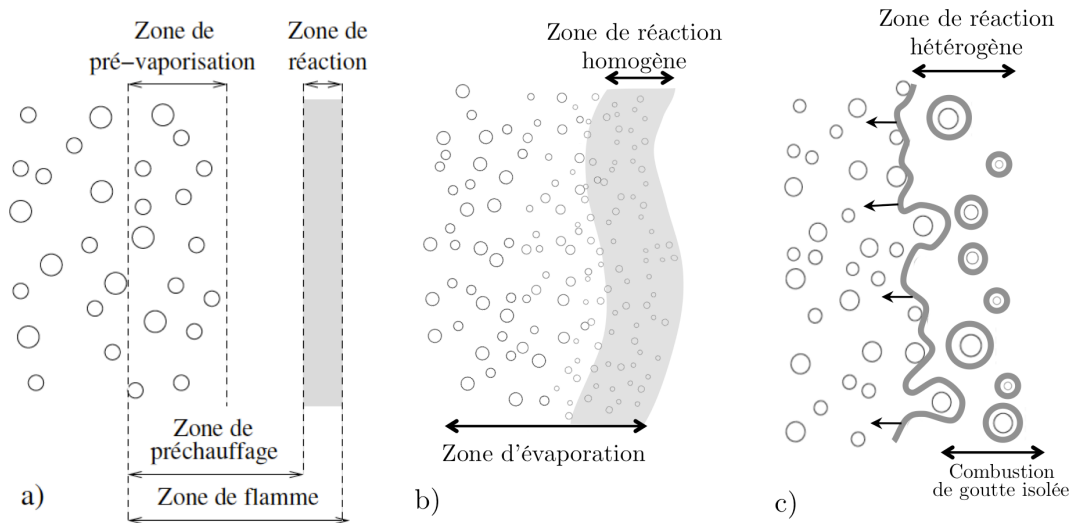 Zone de
pré-vaporisation
Zone de
réaction
Zone de
préchauffage
Zone de flamme
a)
Zone de réaction
homogène
Zone d'évaporation
b)
Zone de réaction
hétérogène
Combustion
de goutte isolée
c)